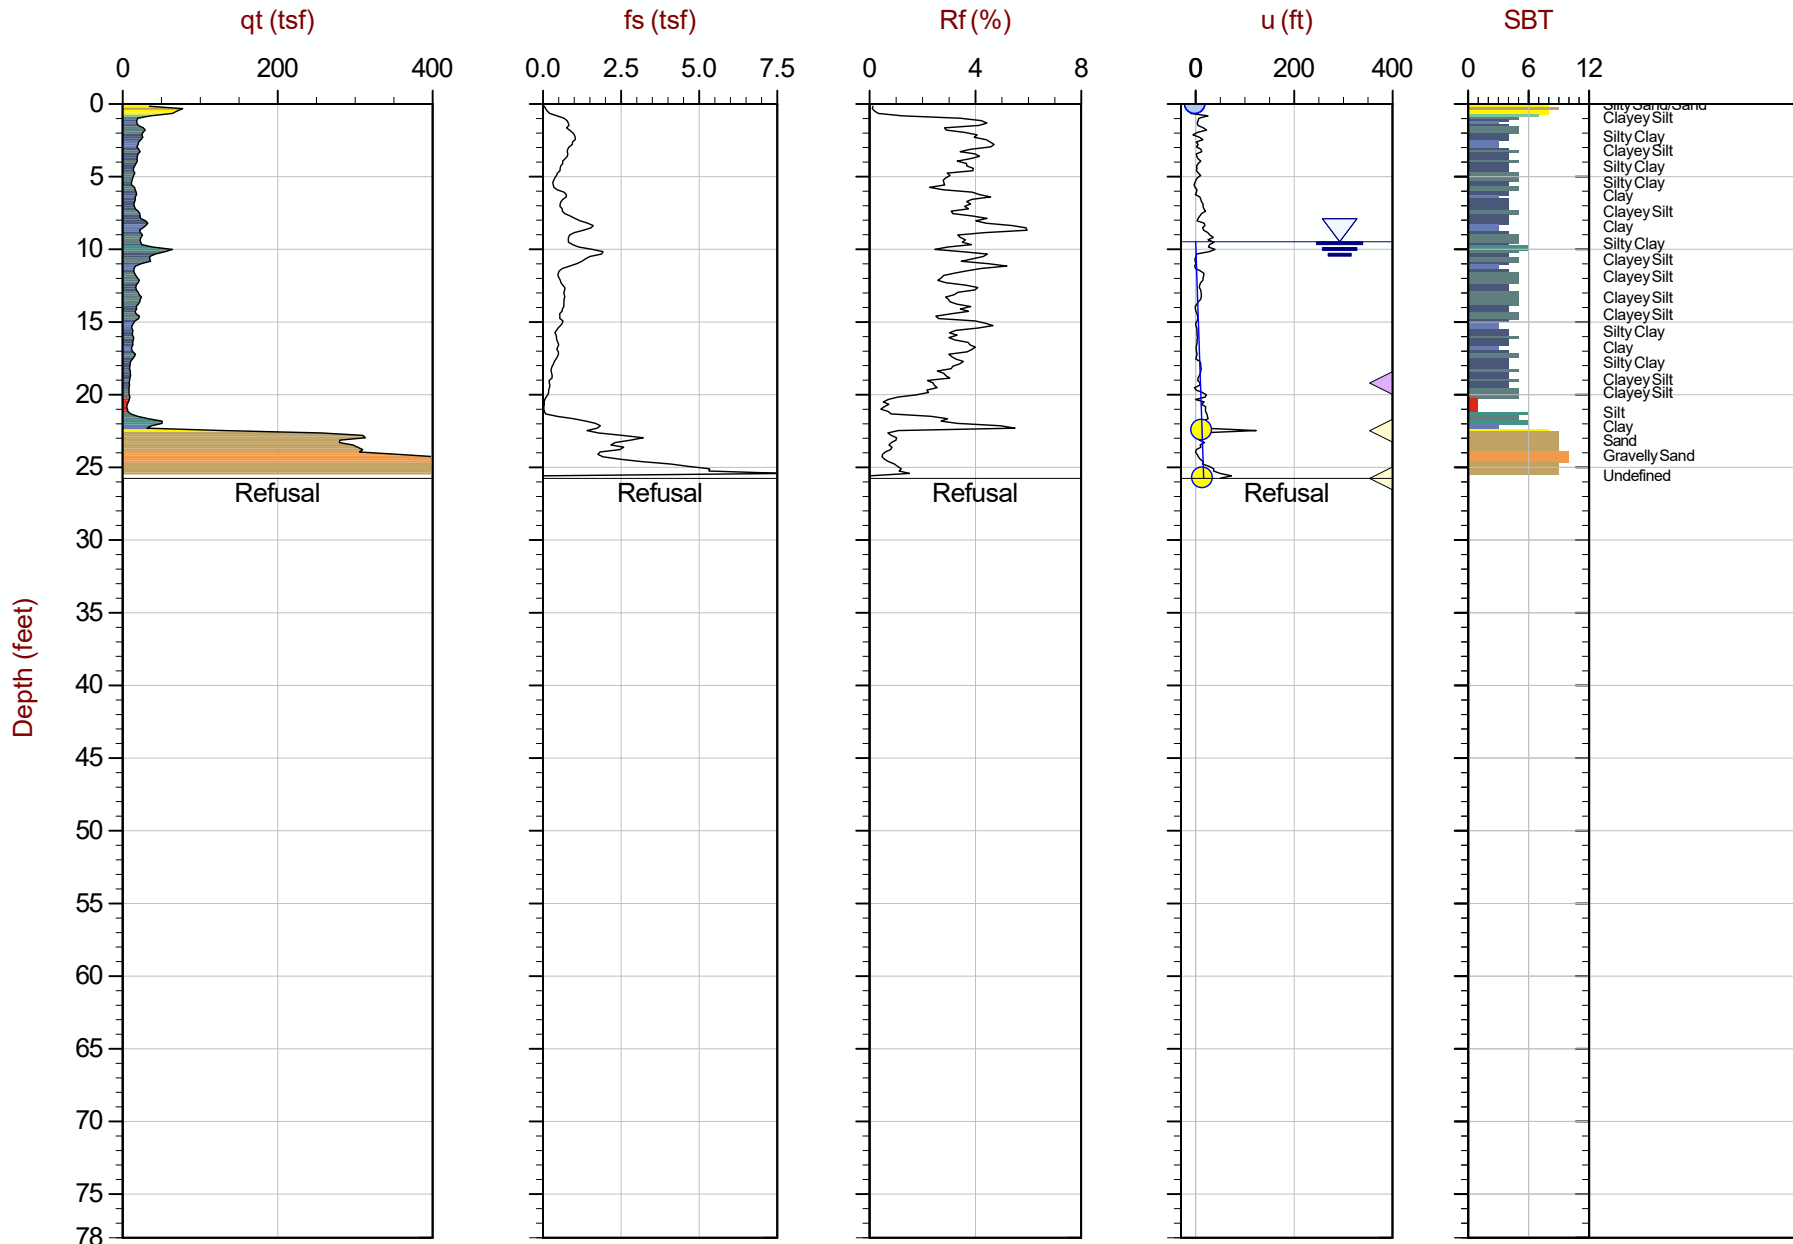 qt (tsf) fs (tsf) Rf (%) u (ft) SBT
0 200 400 0.0 2.5 5.0 7.5 0 4 8 0 200 400 0 6 12
0
Silty Sand/Sand
Clayey Silt
Silty Clay
Clayey Silt
Silty Clay
5
Silty Clay
Clay
Clayey Silt
Clay
Silty Clay
10
Clayey Silt
Clayey Silt
Clayey Silt
Clayey Silt
15
Silty Clay
Clay
Silty Clay
Clayey Silt
Clayey Silt
20
Silt
Clay
Sand
Gravelly Sand
25
Undefined
Refusal Refusal Refusal Refusal
30
35
Depth (feet)
40
45
50
55
60
65
70
75
78